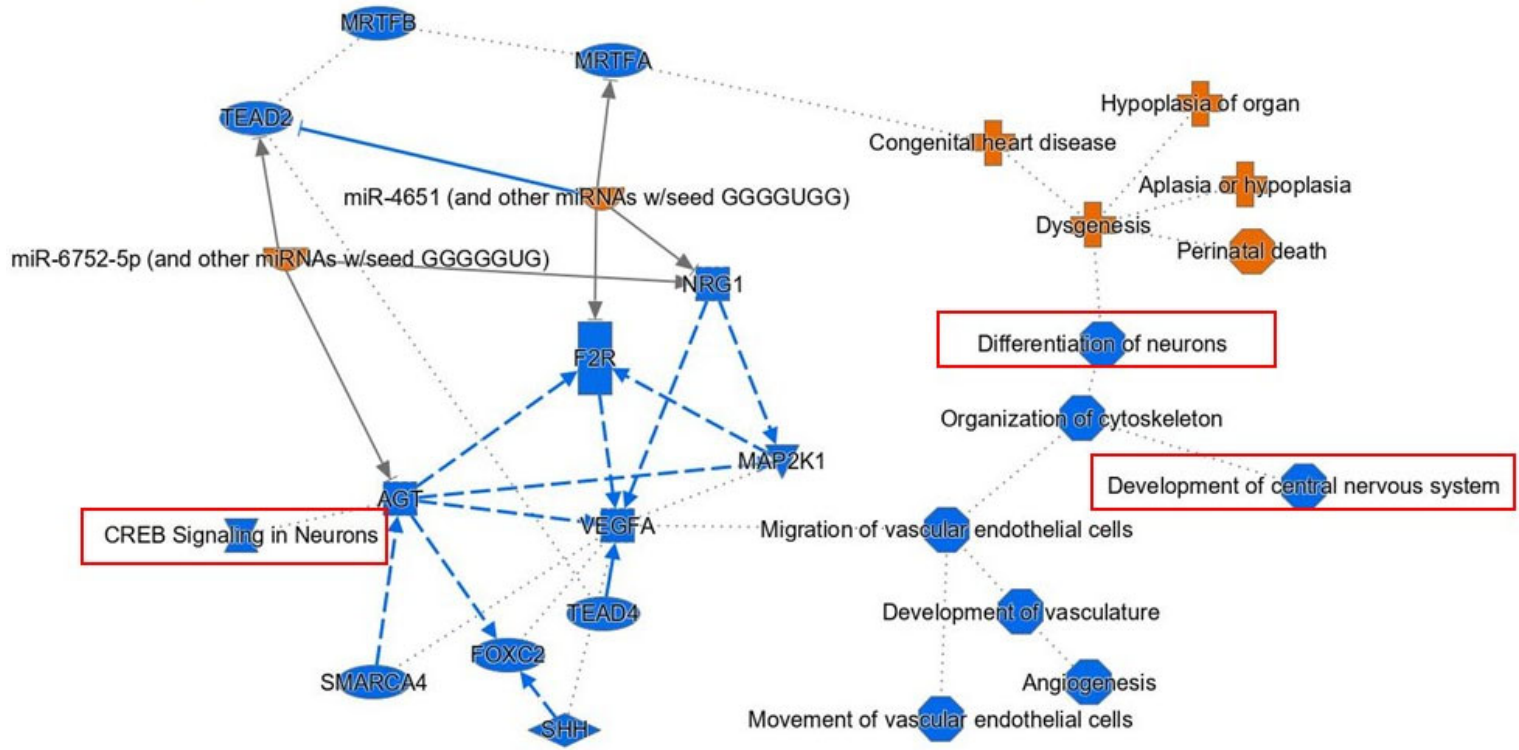 MRTFB
MRTFA
TEAD2
Hypoplasia of organ
Congenital heart disease
Aplasia or hypoplasia
miR-4651 (and other miRNAs w/seed GGGGUGG)
Dysgenesis
Perinatal death
miR-6752-5p (and other miRNAs w/seed GGGGGUG)
NRG1
F2R
Differentiation of neurons
Organization of cytoskeleton
MAP2K1
Development of central nervous system
AGT
CREB Signaling in Neurons
VEGFA
Migration of vascular endothelial cells
TEAD4
Development of vasculature
FOXC2
SMARCA4
Angiogenesis
SHH
Movement of vascular endothelial cells